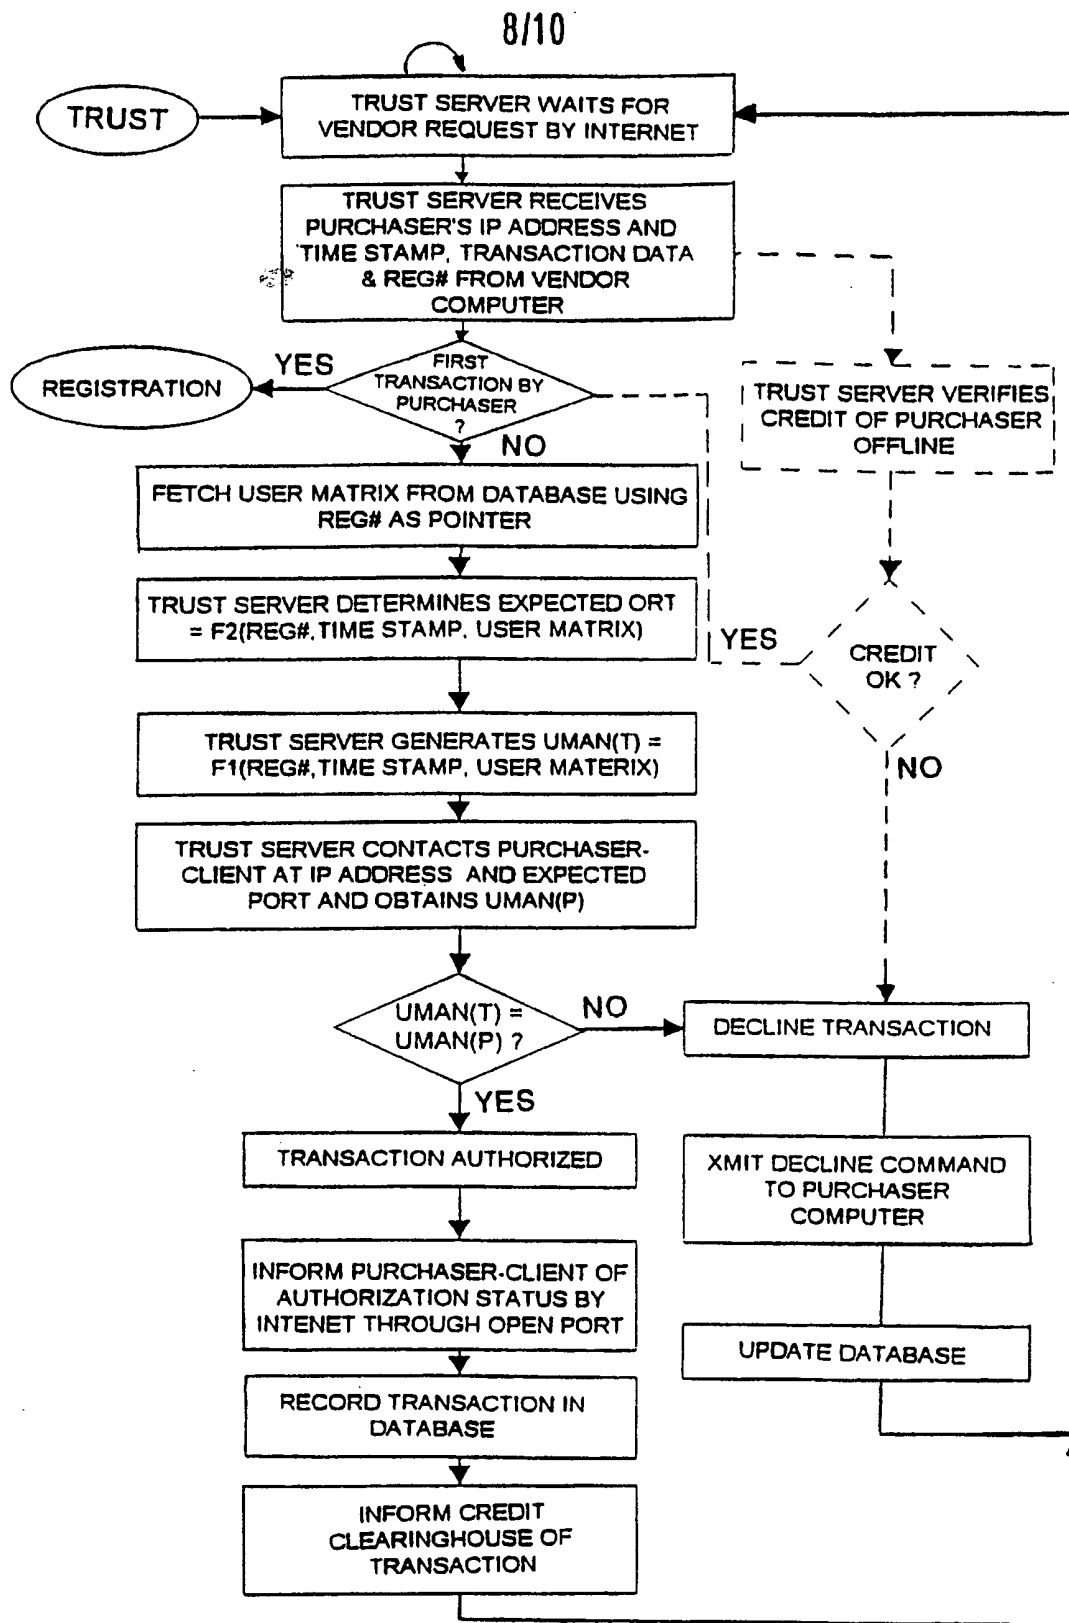 8/10
TRUST
TRUST SERVER WAITS FOR
VENDOR REQUEST BY INTERNET
TRUST SERVER RECEIVES
PURCHASER'S IP ADDRESS AND
TIME STAMP, TRANSACTION DATA
& REG# FROM VENDOR
COMPUTER
REGISTRATION
YES
FIRST
TRANSACTION BY
PURCHASER
?
NO
TRUST SERVER VERIFIES
CREDIT OF PURCHASER
OFFLINE
FETCH USER MATRIX FROM DATABASE USING
REG# AS POINTER
TRUST SERVER DETERMINES EXPECTED ORT
= F2(REG#,TIME STAMP, USER MATRIX)
YES
CREDIT
OK ?
NO
TRUST SERVER GENERATES UMAN(T) =
F1(REG#,TIME STAMP, USER MATERIX)
TRUST SERVER CONTACTS PURCHASER-
CLIENT AT IP ADDRESS AND EXPECTED
PORT AND OBTAINS UMAN(P)
UMAN(T) =
UMAN(P) ?
NO
DECLINE TRANSACTION
YES
TRANSACTION AUTHORIZED
XMIT DECLINE COMMAND
TO PURCHASER
COMPUTER
INFORM PURCHASER-CLIENT OF
AUTHORIZATION STATUS BY
INTENET THROUGH OPEN PORT
UPDATE DATABASE
RECORD TRANSACTION IN
DATABASE
INFORM CREDIT
CLEARINGHOUSE OF
TRANSACTION